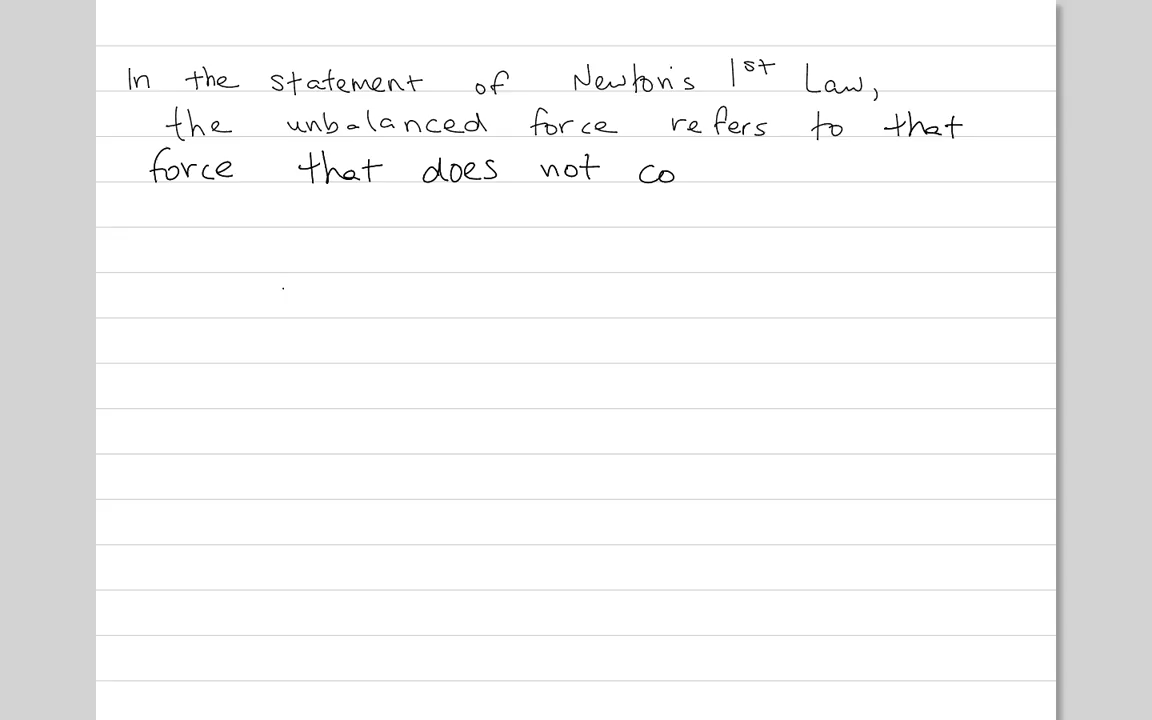 In the statement of Newton's 1st Law,
the unbalanced force refers to that
force that does not co